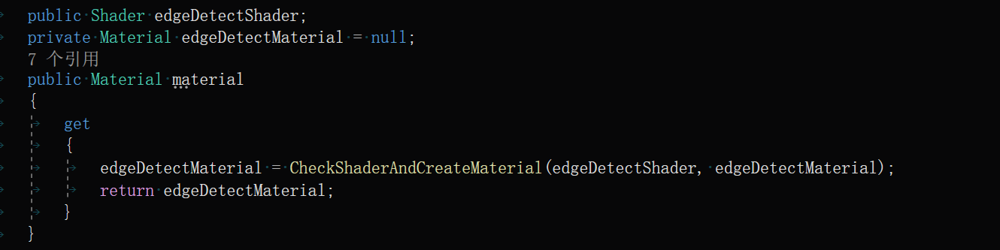 public Shader edgeDetectShader;
private Material edgeDetectMaterial = null;
7 个引用
public Material material
{
get
{
edgeDetectMaterial = CheckShaderAndCreateMaterial(edgeDetectShader, edgeDetectMaterial);
return edgeDetectMaterial;
}
}